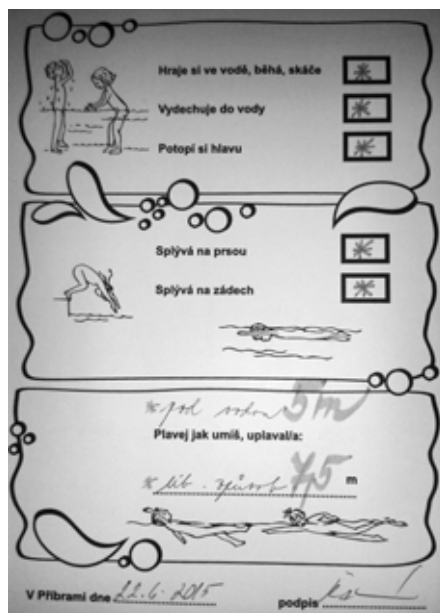 Hraje si ve vodě, běhá, skáče
Vydechuje do vody
Potopí si hlavu
Splývá na prsou
Splývá na zádech
pod vodou 5m
Plavej jak umíš, uplaval/a:
lib. způsob 75 m
V Příbrami dne 22.6.2015 podpis